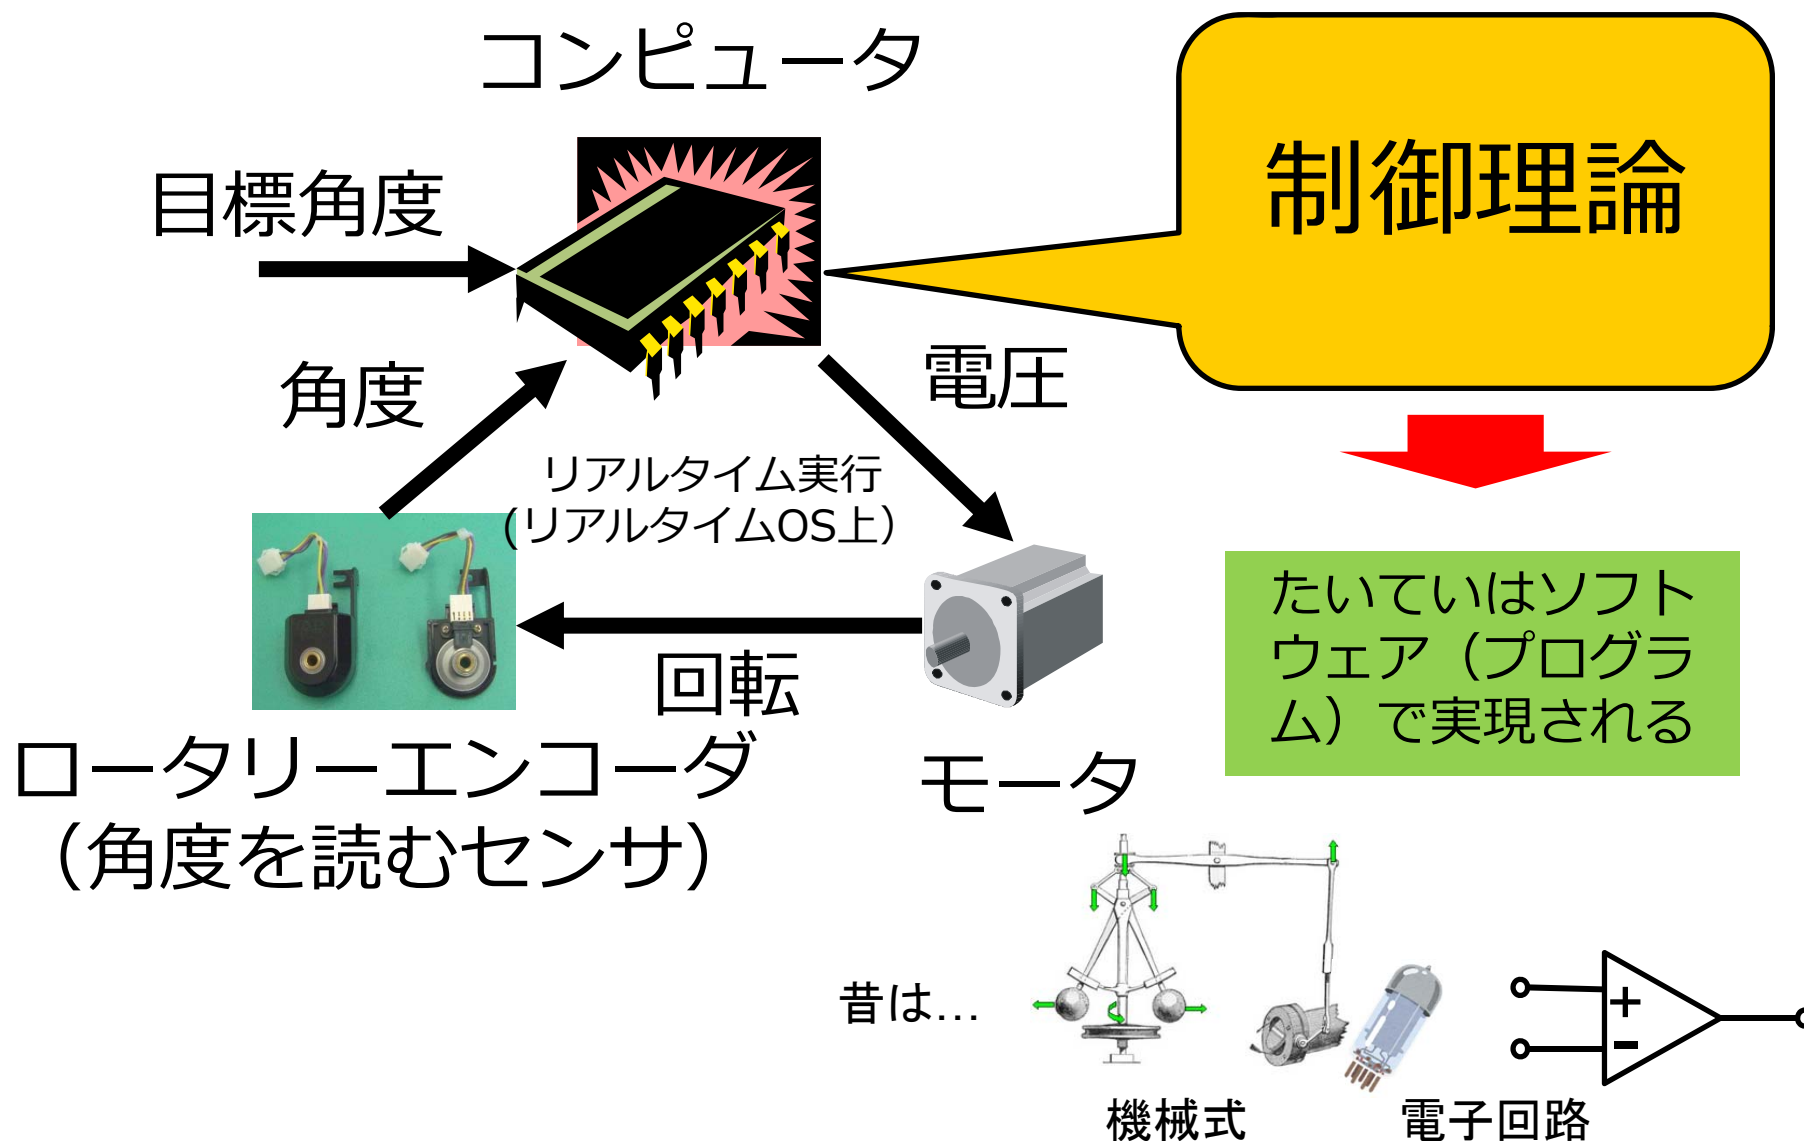 コンピュータ
制御理論
目標角度
角度
電圧
リアルタイム実行
(リアルタイムOS上）
回転
たいていはソフト
ウェア（プログラ
ム）で実現される
ロータリーエンコーダ
（角度を読むセンサ）
モータ
昔は…
+
-
機械式
電子回路